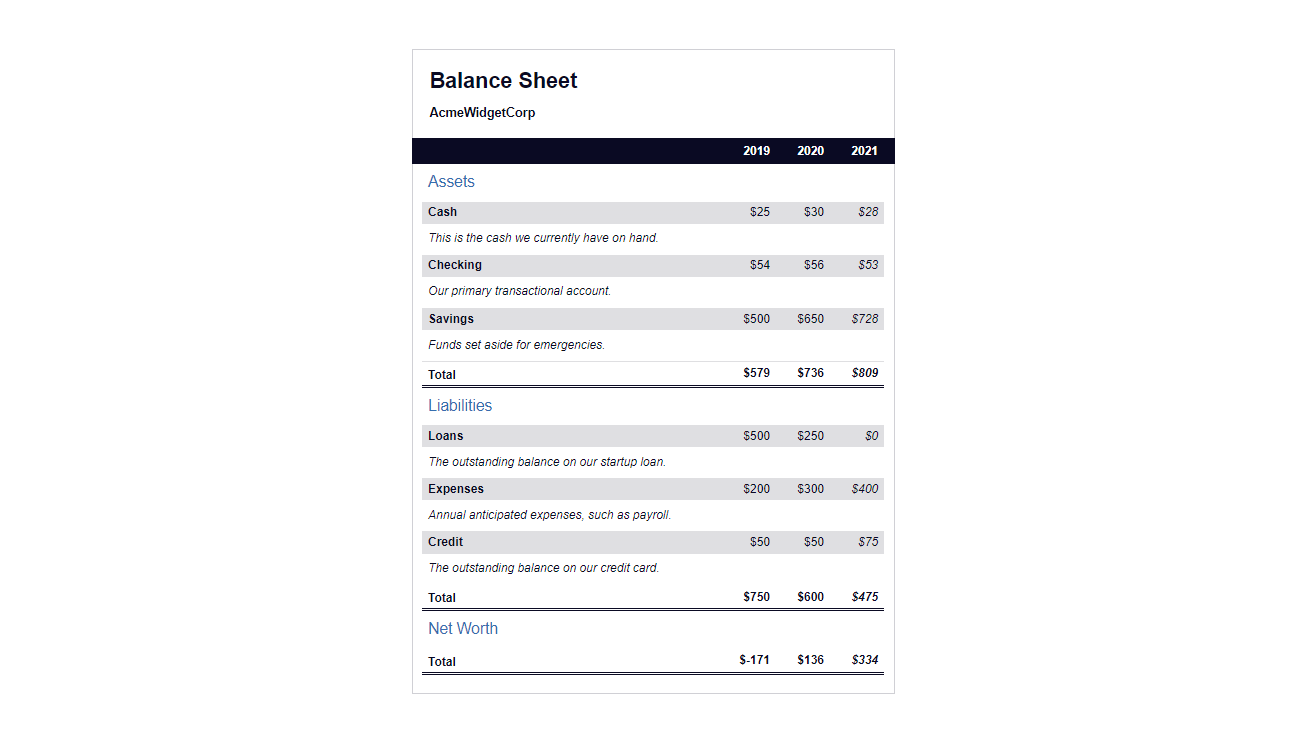 Balance Sheet
AcmeWidgetCorp
2019 2020 2021
Assets
Cash $25 $30 $28
This is the cash we currently have on hand.
Checking $54 $56 $53
Our primary transactional account.
Savings $500 $650 $728
Funds set aside for emergencies.
Total $579 $736 $809
Liabilities
Loans $500 $250 $0
The outstanding balance on our startup loan.
Expenses $200 $300 $400
Annual anticipated expenses, such as payroll.
Credit $50 $50 $75
The outstanding balance on our credit card.
Total $750 $600 $475
Net Worth
Total $-171 $136 $334